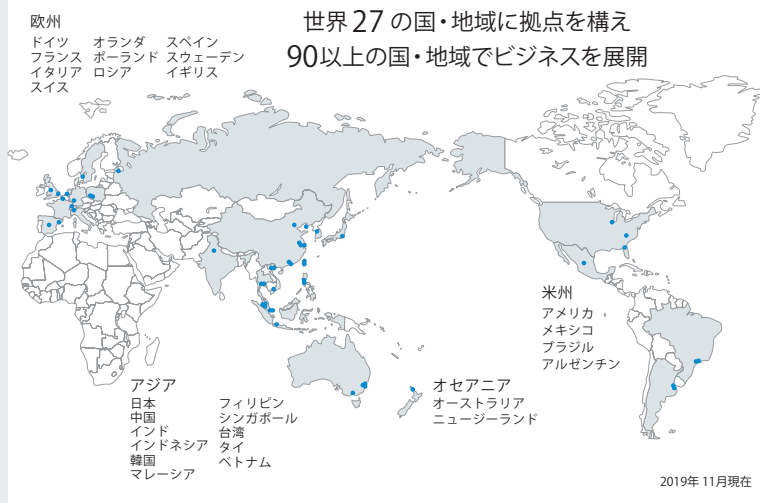 世界 27 の国・地域に拠点を構え
90以上の国・地域でビジネスを展開
欧州
ドイツ オランダ スペイン
フランス ポーランド スウェーデン
イタリア ロシア イギリス
スイス
米州
アメリカ
メキシコ
ブラジル
アルゼンチン
アジア
日本 フィリピン
中国 シンガポール
インド 台湾
インドネシア タイ
韓国 ベトナム
マレーシア
オセアニア
オーストラリア
ニュージーランド
2019年 11月現在